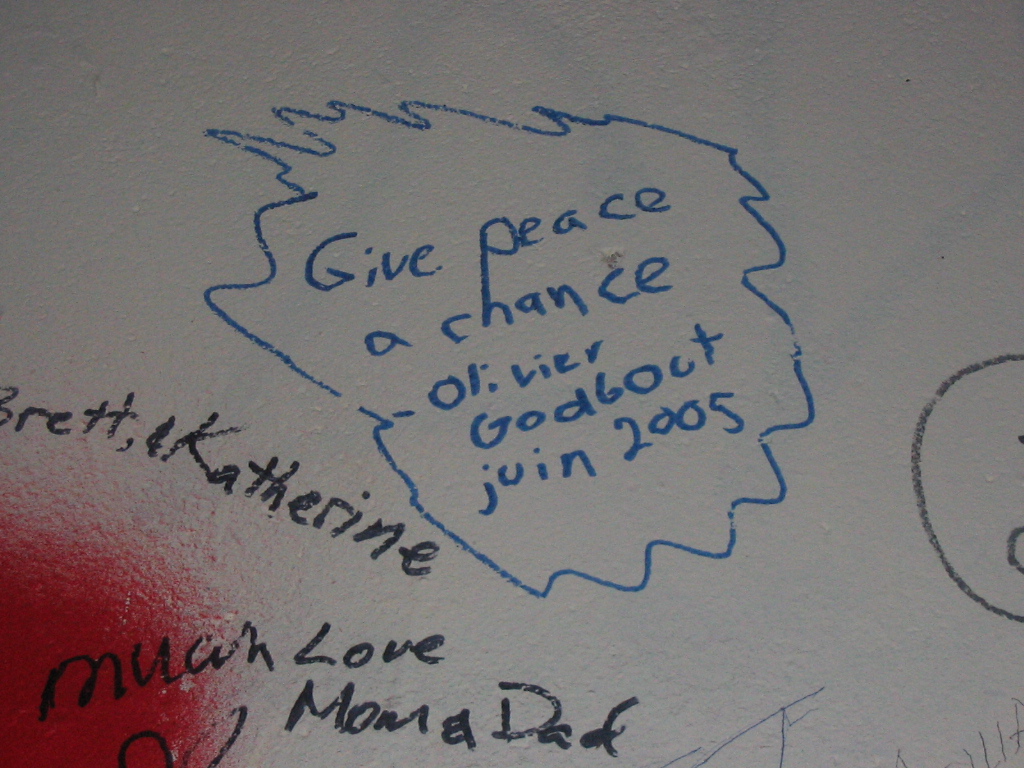 Give peace
a chance
- Olivier
Godbout
juin 2005
Brett, & Katherine
Much Love
Mom & Dad